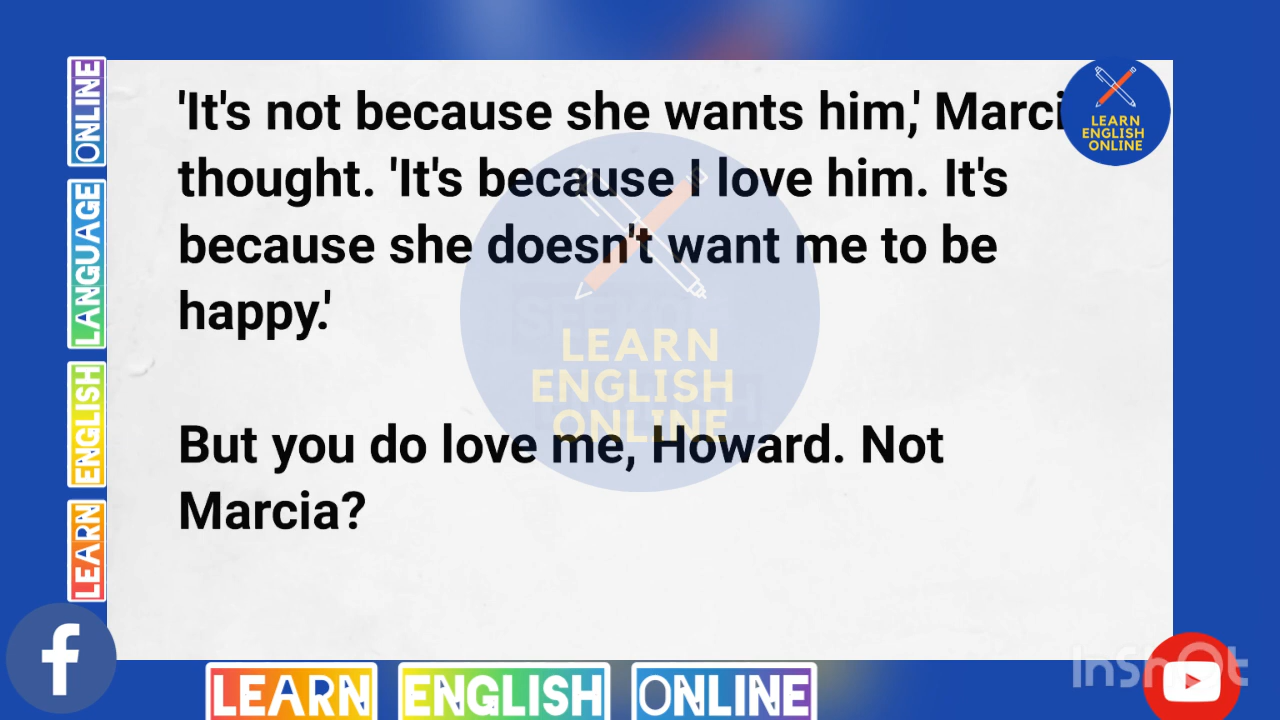 'It's not because she wants him,' Marci
thought. 'It's because I love him. It's
because she doesn't want me to be
happy.'
But you do love me, Howard. Not
Marcia?
LEARN
ENGLISH
ONLINE
LEARN
ENGLISH
ONLINE
LEARN ENGLISH LANGUAGE ONLINE
f
LEARN ENGLISH ONLINE
InShOt